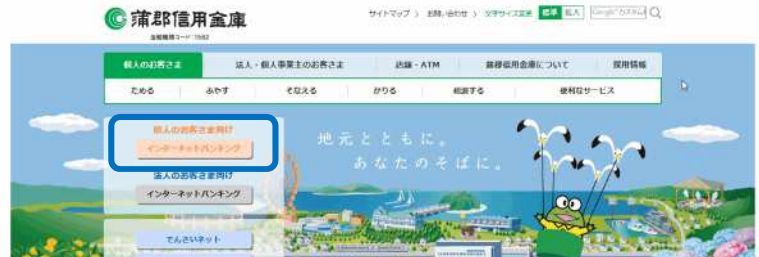 蒲郡信用金庫
金融機関コード:1562
サイトマップ > お問い合わせ > 文字サイズ変更 標準 拡大
個人のお客さま 法人・個人事業主のお客さま 店舗・ATM 蒲郡信用金庫について 採用情報
ためる ふやす そなえる かりる 相談する 便利なサービス
個人のお客さま向け
インターネットバンキング
地元とともに。
あなたのそばに。
法人のお客さま向け
インターネットバンキング
でんさいネット